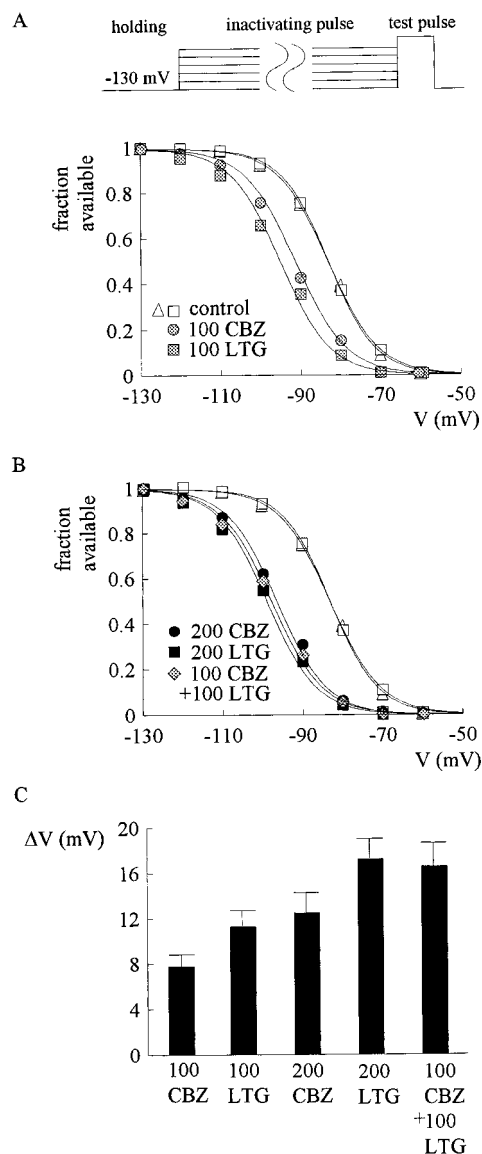 A
holding inactivating pulse test pulse
-130 mV
fraction
available
1
0.8
0.6
0.4
0.2
0
control
100 CBZ
100 LTG
-130 -110 -90 -70 -50
V (mV)
B
fraction
available
1
0.8
0.6
0.4
0.2
0
200 CBZ
200 LTG
100 CBZ
+100 LTG
-130 -110 -90 -70 -50
V (mV)
C
ΔV (mV)
20
16
12
8
4
0
100 100 200 200 100
CBZ LTG CBZ LTG CBZ
+100
LTG